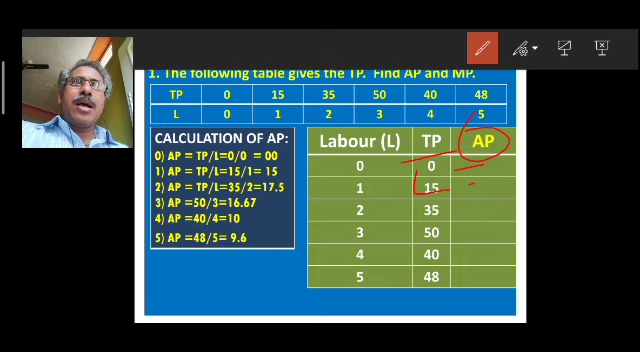 1. The following table gives the TP. Find AP and MP.
TP 0 15 35 50 40 48
L 0 1 2 3 4 5
CALCULATION OF AP:
0) AP = TP/L=0/0 = 00
1) AP = TP/L=15/1= 15
2) AP = TP/L=35/2=17.5
3) AP =50/3=16.67
4) AP =40/4=10
5) AP =48/5= 9.6
Labour (L) TP AP
0 0
1 15
2 35
3 50
4 40
5 48